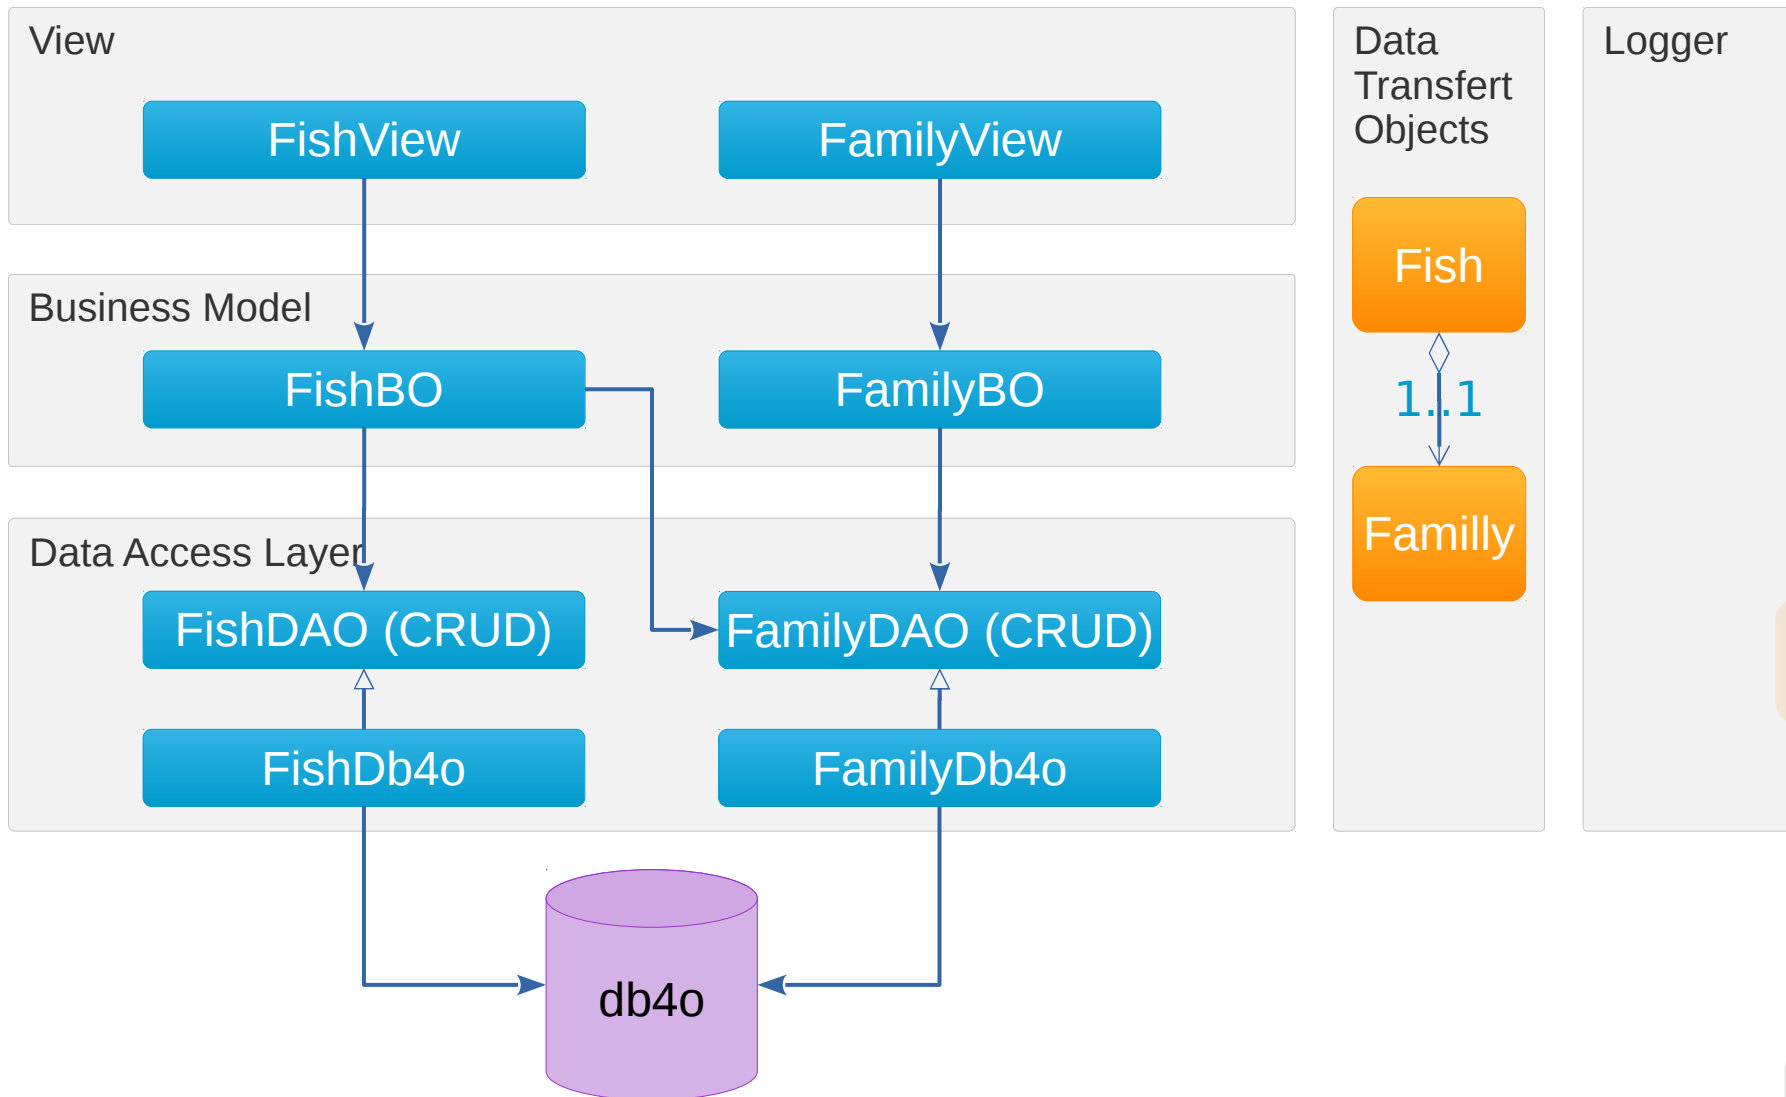 View
FishView
FamilyView
Business Model
FishBO
FamilyBO
Data Access Layer
FishDAO (CRUD)
FamilyDAO (CRUD)
FishDb4o
FamilyDb4o
db4o
Data
Transfert
Objects
Fish
1..1
Familly
Logger